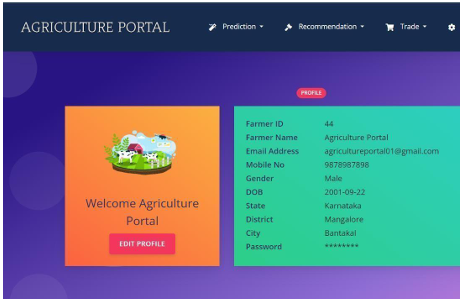 AGRICULTURE PORTAL
Prediction
Recommendation
Trade
PROFILE
Welcome Agriculture
Portal
EDIT PROFILE
Farmer ID 44
Farmer Name Agriculture Portal
Email Address agricultureportal01@gmail.com
Mobile No 9878987898
Gender Male
DOB 2001-09-22
State Karnataka
District Mangalore
City Bantakal
Password ********